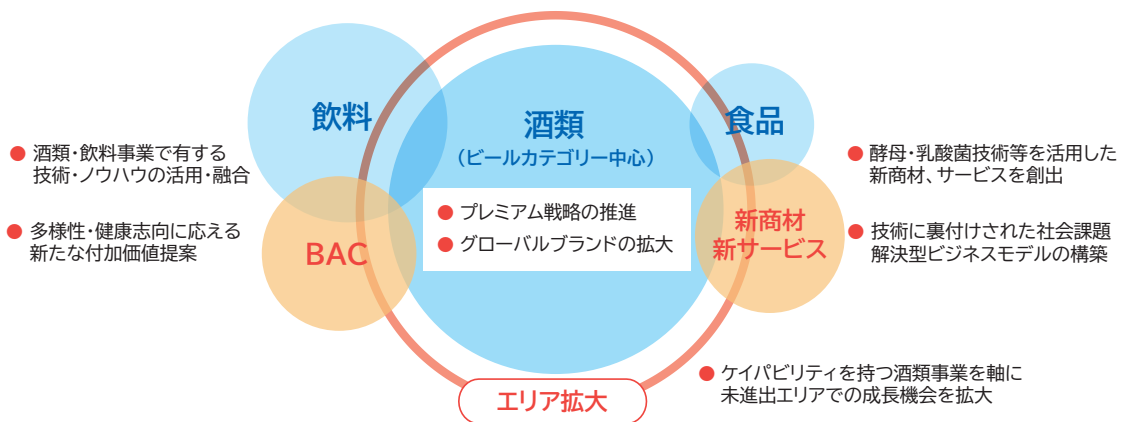 飲料
酒類
（ビールカテゴリー中心）
食品
● 酒類・飲料事業で有する
技術・ノウハウの活用・融合
● 多様性・健康志向に応える
新たな付加価値提案
BAC
● プレミアム戦略の推進
● グローバルブランドの拡大
新商材
新サービス
● 酵母・乳酸菌技術等を活用した
新商材、サービスを創出
● 技術に裏付けされた社会課題
解決型ビジネスモデルの構築
エリア拡大
● ケイパビリティを持つ酒類事業を軸に
未進出エリアでの成長機会を拡大